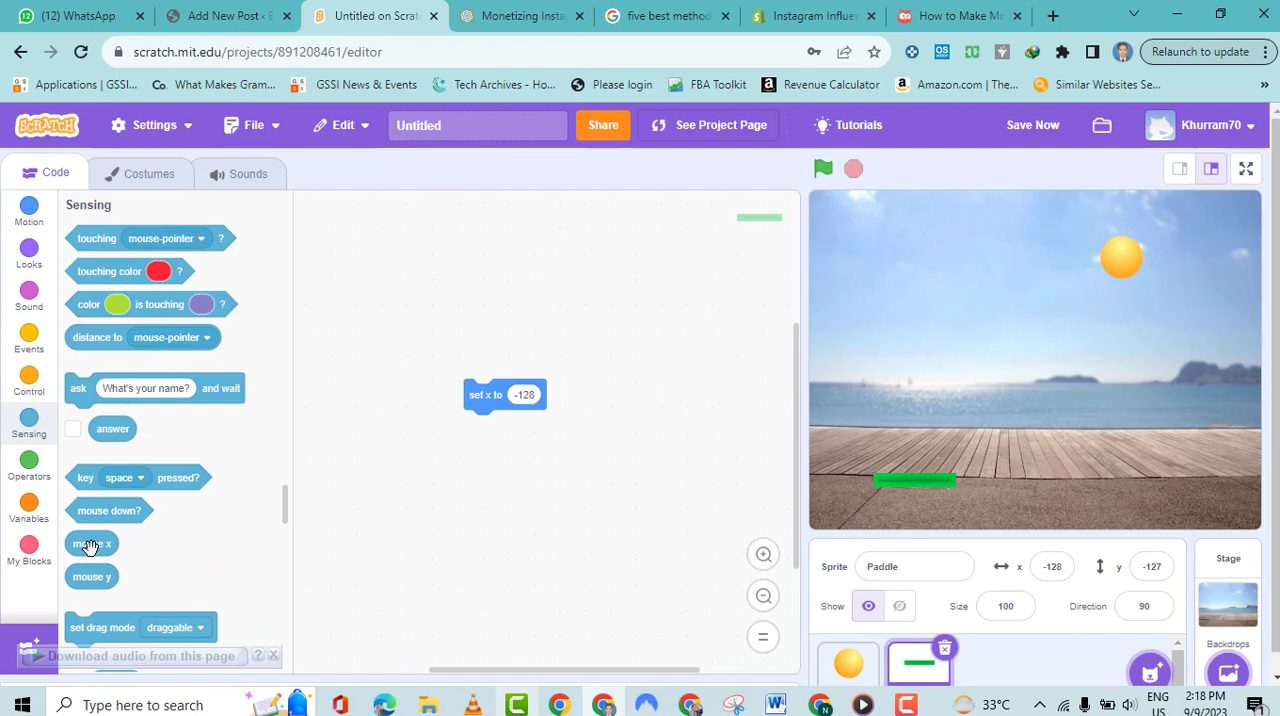 (12) WhatsApp
Add New Post ‹ E
Untitled on Scrat
Monetizing Insta
five best method
Instagram Influe
How to Make Mo
scratch.mit.edu/projects/891208461/editor
Relaunch to update
Applications | GSSI...
Co. What Makes Gram...
GSSI News & Events
Tech Archives - Ho...
Please login
FBA Toolkit
Revenue Calculator
Amazon.com | The...
Similar Websites Se...
»
SCRATCH
Settings
File
Edit
Untitled
Share
See Project Page
Tutorials
Save Now
Khurram70
Code
Costumes
Sounds
Motion
Looks
Sound
Events
Control
Sensing
Operators
Variables
My Blocks
Sensing
touching mouse-pointer ?
touching color ?
color is touching ?
distance to mouse-pointer
ask What's your name? and wait
answer
key space pressed?
mouse down?
mouse y
set drag mode draggable
set x to -128
Download audio from this page
?
Sprite Paddle
x -128
y -127
Show
Size 100
Direction 90
Stage
Backdrops
Type here to search
33°C
ENG
US
2:18 PM
9/9/2023